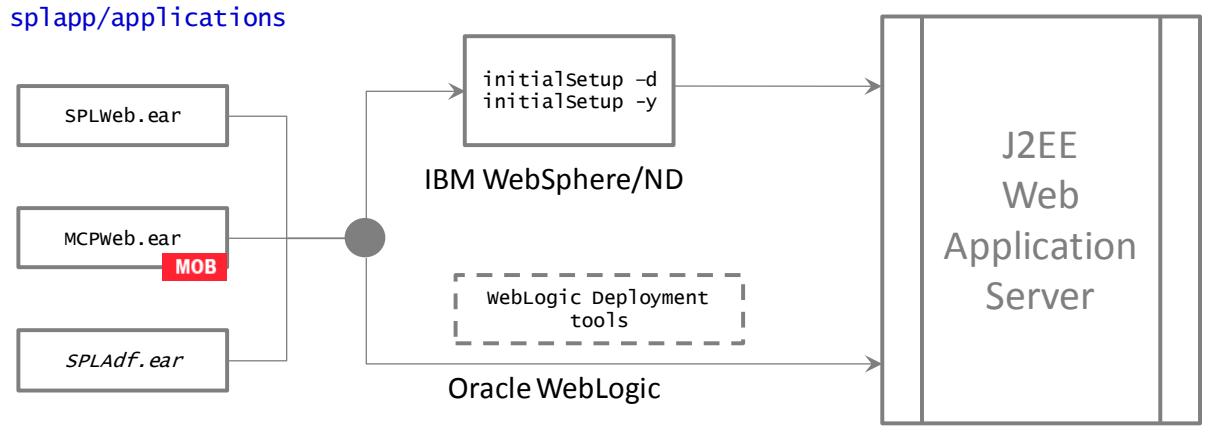 splapp/applications
SPLWeb.ear
MCPWeb.ear
MOB
SPLAdf.ear
initialSetup –d
initialSetup -y
IBM WebSphere/ND
WebLogic Deployment
tools
Oracle WebLogic
J2EE
Web
Application
Server